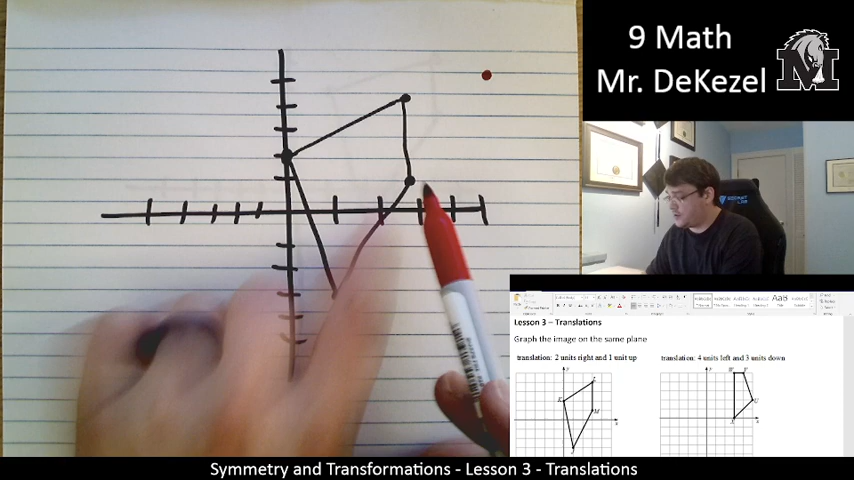 9 Math
Mr. DeKezel
M
Lesson 3 – Translations
Graph the image on the same plane
translation: 2 units right and 1 unit up
translation: 4 units left and 3 units down
Symmetry and Transformations - Lesson 3 - Translations